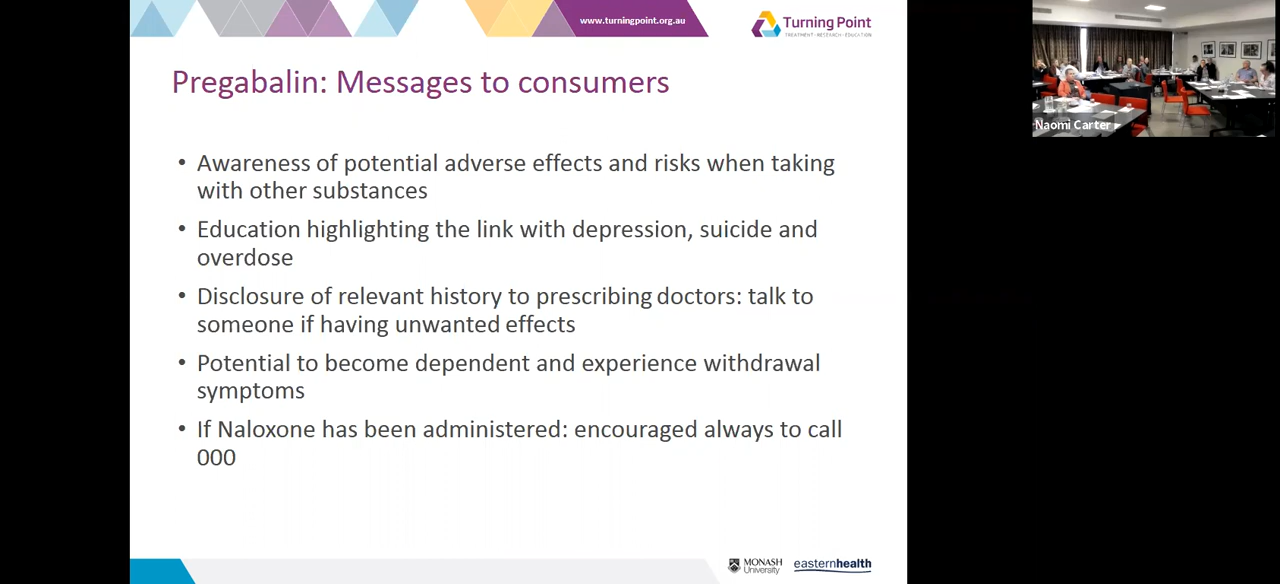 www.turningpoint.org.au
Turning Point
TREATMENT • RESEARCH • EDUCATION
Pregabalin: Messages to consumers
Naomi Carter
• Awareness of potential adverse effects and risks when taking
with other substances
• Education highlighting the link with depression, suicide and
overdose
• Disclosure of relevant history to prescribing doctors: talk to
someone if having unwanted effects
• Potential to become dependent and experience withdrawal
symptoms
• If Naloxone has been administered: encouraged always to call
000
MONASH
University
easternhealth